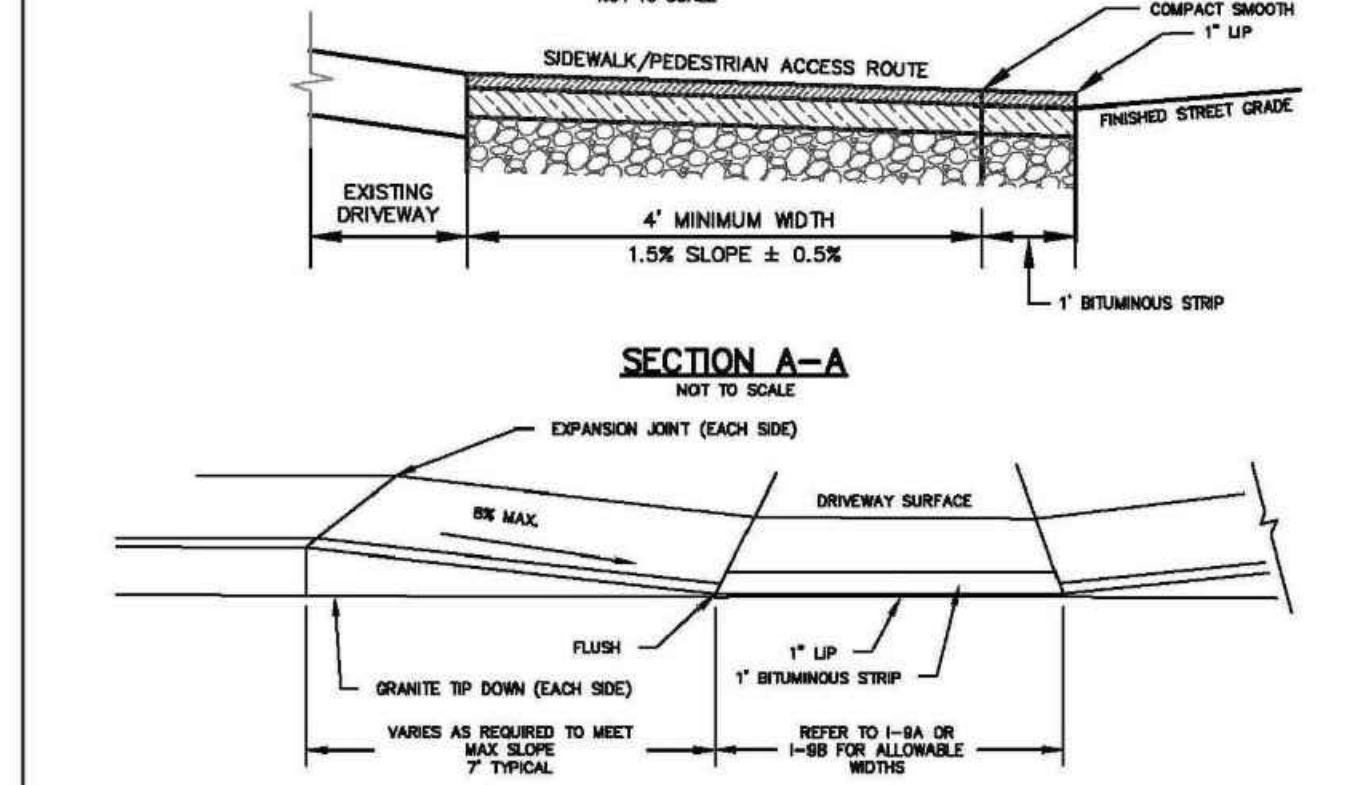 NOT TO SCALE
COMPACT SMOOTH
1" LIP
SIDEWALK/PEDESTRIAN ACCESS ROUTE
FINISHED STREET GRADE
EXISTING
DRIVEWAY
4' MINIMUM WIDTH
1.5% SLOPE ± 0.5%
1' BITUMINOUS STRIP
SECTION A-A
NOT TO SCALE
EXPANSION JOINT (EACH SIDE)
DRIVEWAY SURFACE
MAX.
FLUSH
1" LIP
1' BITUMINOUS STRIP
GRANITE TIP DOWN (EACH SIDE)
VARIES AS REQUIRED TO MEET
MAX SLOPE
7' TYPICAL
REFER TO I-9A OR
I-9B FOR ALLOWABLE
WIDTHS